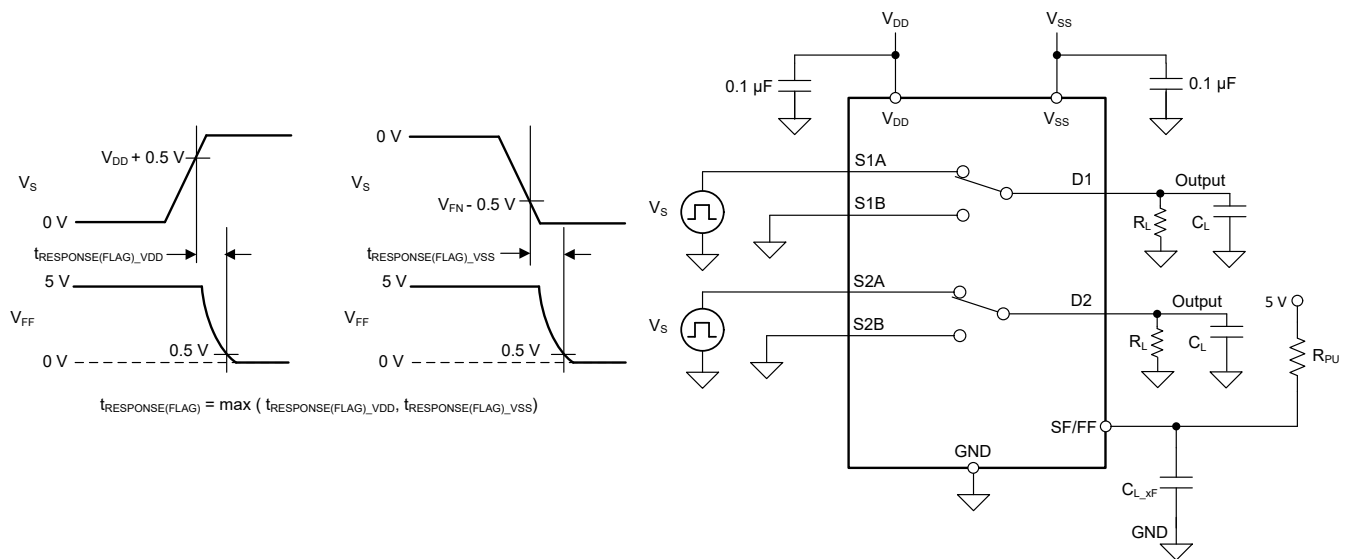 V_DD + 0.5 V
V_S
0 V
t_RESPONSE(FLAG)_VDD
5 V
V_FF
0.5 V
0 V
0 V
V_FN - 0.5 V
t_RESPONSE(FLAG)_VSS
5 V
0.5 V
0 V
t_RESPONSE(FLAG) = max ( t_RESPONSE(FLAG)_VDD, t_RESPONSE(FLAG)_VSS)
V_DD
V_SS
0.1 µF
0.1 µF
V_DD
V_SS
S1A
D1
Output
V_S
S1B
R_L
C_L
S2A
D2
Output
5 V
V_S
S2B
R_L
C_L
R_PU
SF/FF
GND
C_L_xF
GND